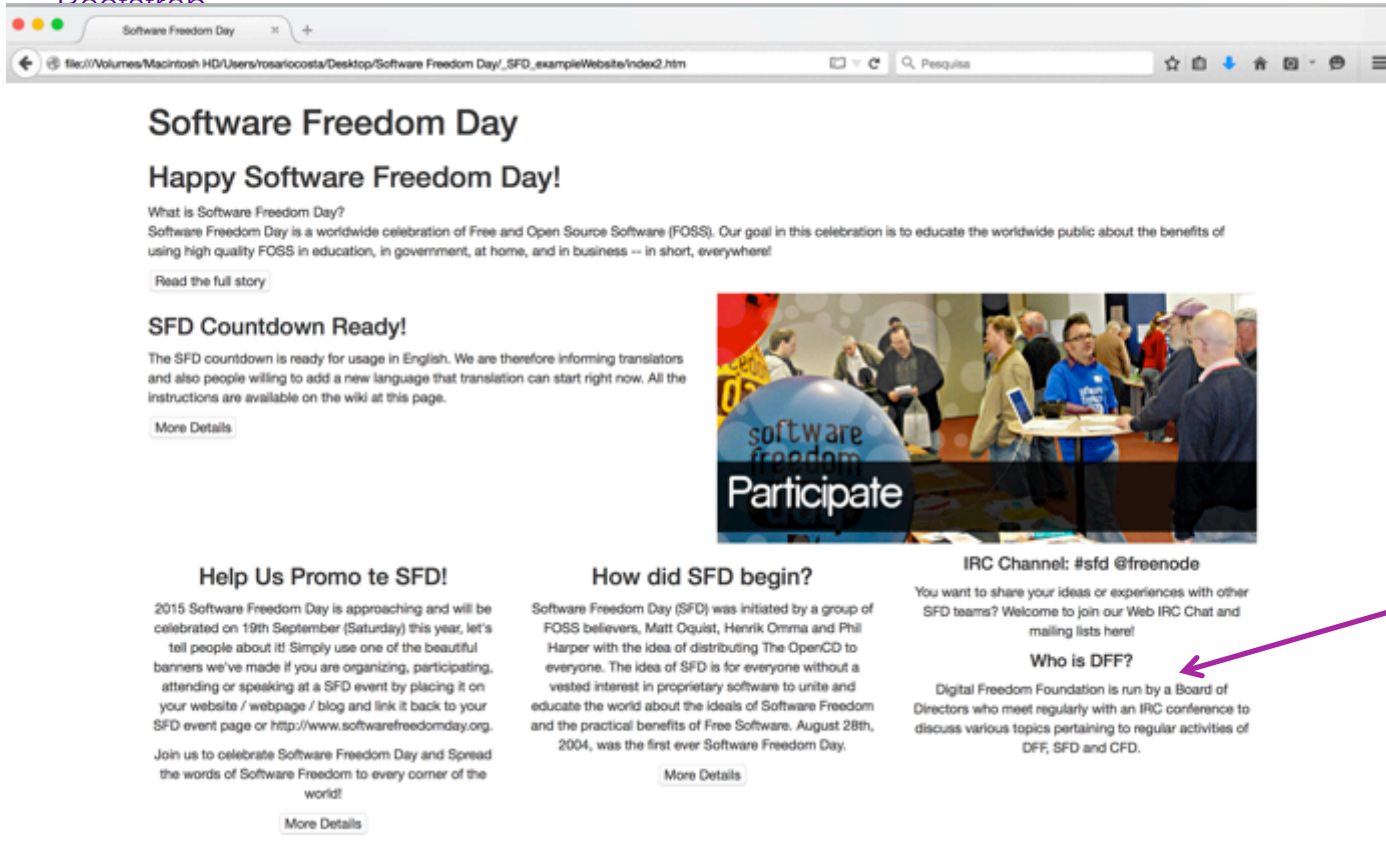 Bootstrap
Software Freedom Day
file:///Volumes/Macintosh HD/Users/rosariocosta/Desktop/Software Freedom Day/_SFD_exampleWebsite/index2.htm
Pesquisa
Software Freedom Day
Happy Software Freedom Day!
What is Software Freedom Day?
Software Freedom Day is a worldwide celebration of Free and Open Source Software (FOSS). Our goal in this celebration is to educate the worldwide public about the benefits of
using high quality FOSS in education, in government, at home, and in business -- in short, everywhere!
Read the full story
SFD Countdown Ready!
The SFD countdown is ready for usage in English. We are therefore informing translators
and also people willing to add a new language that translation can start right now. All the
instructions are available on the wiki at this page.
More Details
software
freedom
day
Participate
Help Us Promo te SFD!
2015 Software Freedom Day is approaching and will be
celebrated on 19th September (Saturday) this year, let's
tell people about it! Simply use one of the beautiful
banners we've made if you are organizing, participating,
attending or speaking at a SFD event by placing it on
your website / webpage / blog and link it back to your
SFD event page or http://www.softwarefreedomday.org.
Join us to celebrate Software Freedom Day and Spread
the words of Software Freedom to every corner of the
world!
More Details
How did SFD begin?
Software Freedom Day (SFD) was initiated by a group of
FOSS believers, Matt Oquist, Henrik Omma and Phil
Harper with the idea of distributing The OpenCD to
everyone. The idea of SFD is for everyone without a
vested interest in proprietary software to unite and
educate the world about the ideals of Software Freedom
and the practical benefits of Free Software. August 28th,
2004, was the first ever Software Freedom Day.
More Details
IRC Channel: #sfd @freenode
You want to share your ideas or experiences with other
SFD teams? Welcome to join our Web IRC Chat and
mailing lists here!
Who is DFF?
Digital Freedom Foundation is run by a Board of
Directors who meet regularly with an IRC conference to
discuss various topics pertaining to regular activities of
DFF, SFD and CFD.